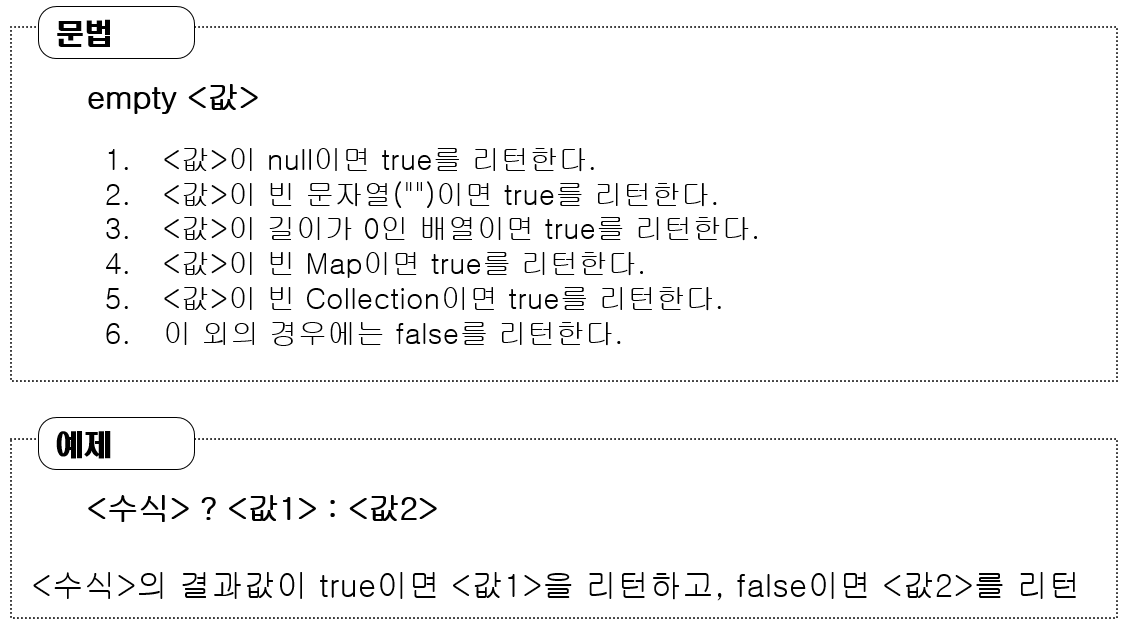 문법
empty <값>
1. <값>이 null이면 true를 리턴한다.
2. <값>이 빈 문자열("")이면 true를 리턴한다.
3. <값>이 길이가 0인 배열이면 true를 리턴한다.
4. <값>이 빈 Map이면 true를 리턴한다.
5. <값>이 빈 Collection이면 true를 리턴한다.
6. 이 외의 경우에는 false를 리턴한다.
예제
<수식> ? <값1> : <값2>
<수식>의 결과값이 true이면 <값1>을 리턴하고, false이면 <값2>를 리턴